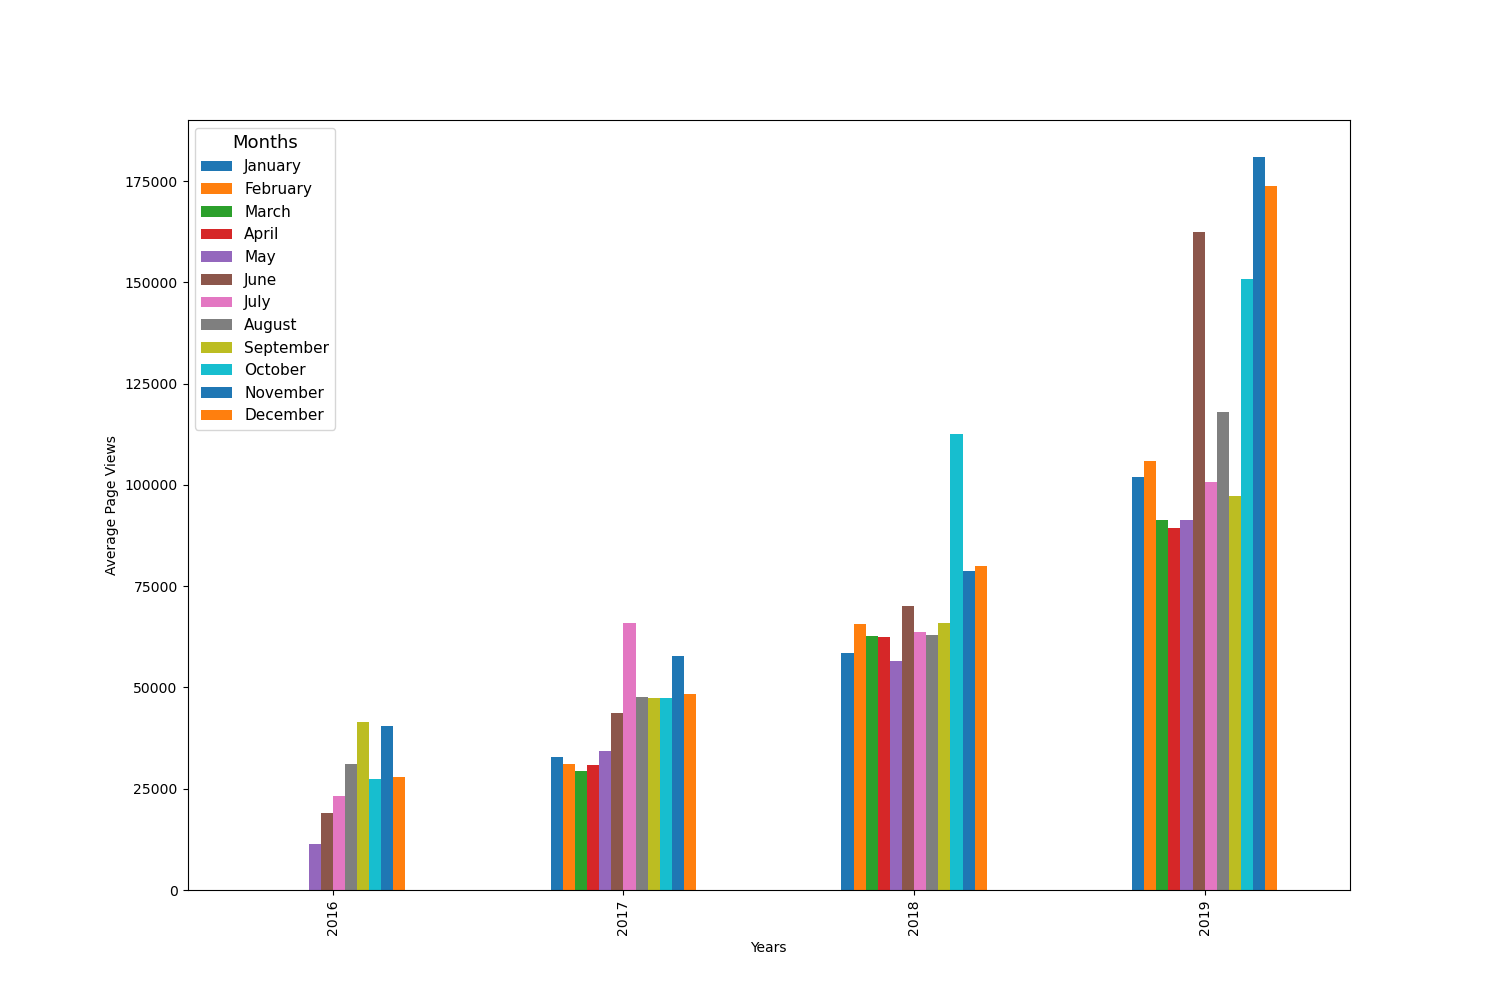 Months
January
February
March
April
May
June
July
August
September
October
November
December
175000
150000
125000
100000
75000
50000
25000
0
Average Page Views
2016
2017
2018
2019
Years